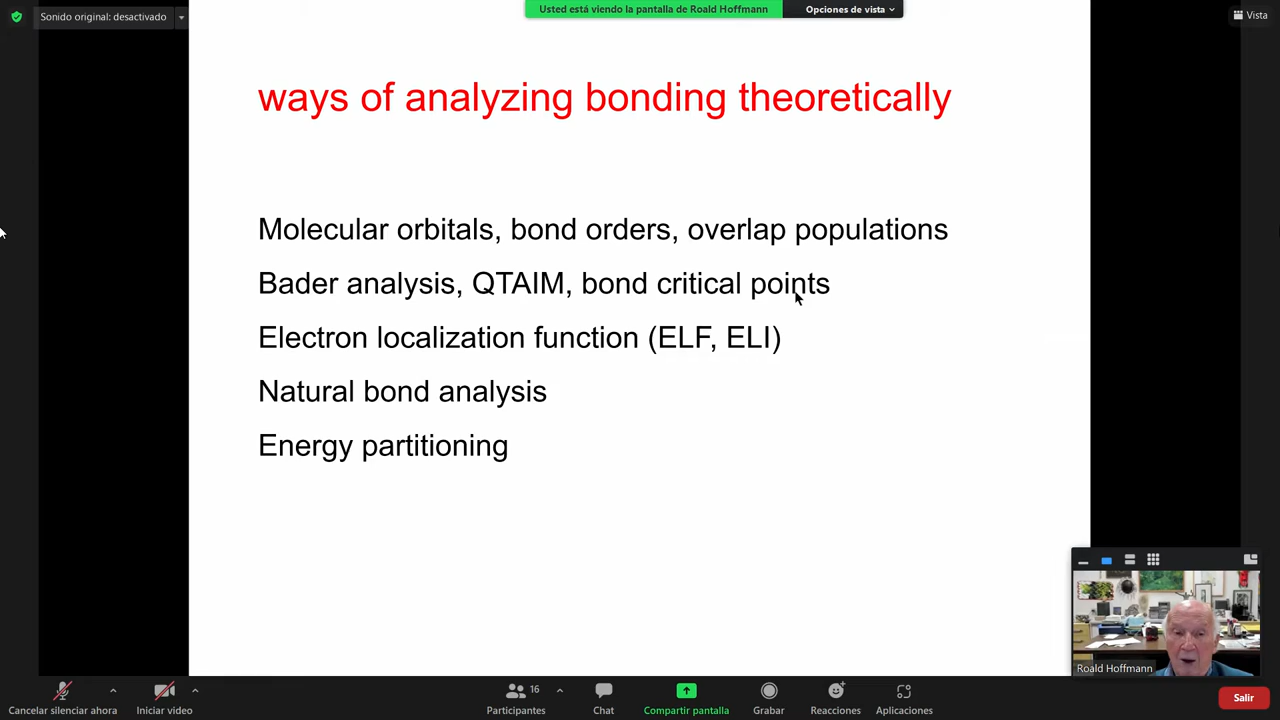 Sonido original: desactivado
Usted está viendo la pantalla de Roald Hoffmann
Opciones de vista
Vista
ways of analyzing bonding theoretically
Molecular orbitals, bond orders, overlap populations
Bader analysis, QTAIM, bond critical points
Electron localization function (ELF, ELI)
Natural bond analysis
Energy partitioning
Roald Hoffmann
Cancelar silenciar ahora
Iniciar video
16
Participantes
Chat
Compartir pantalla
Grabar
Reacciones
Aplicaciones
Salir